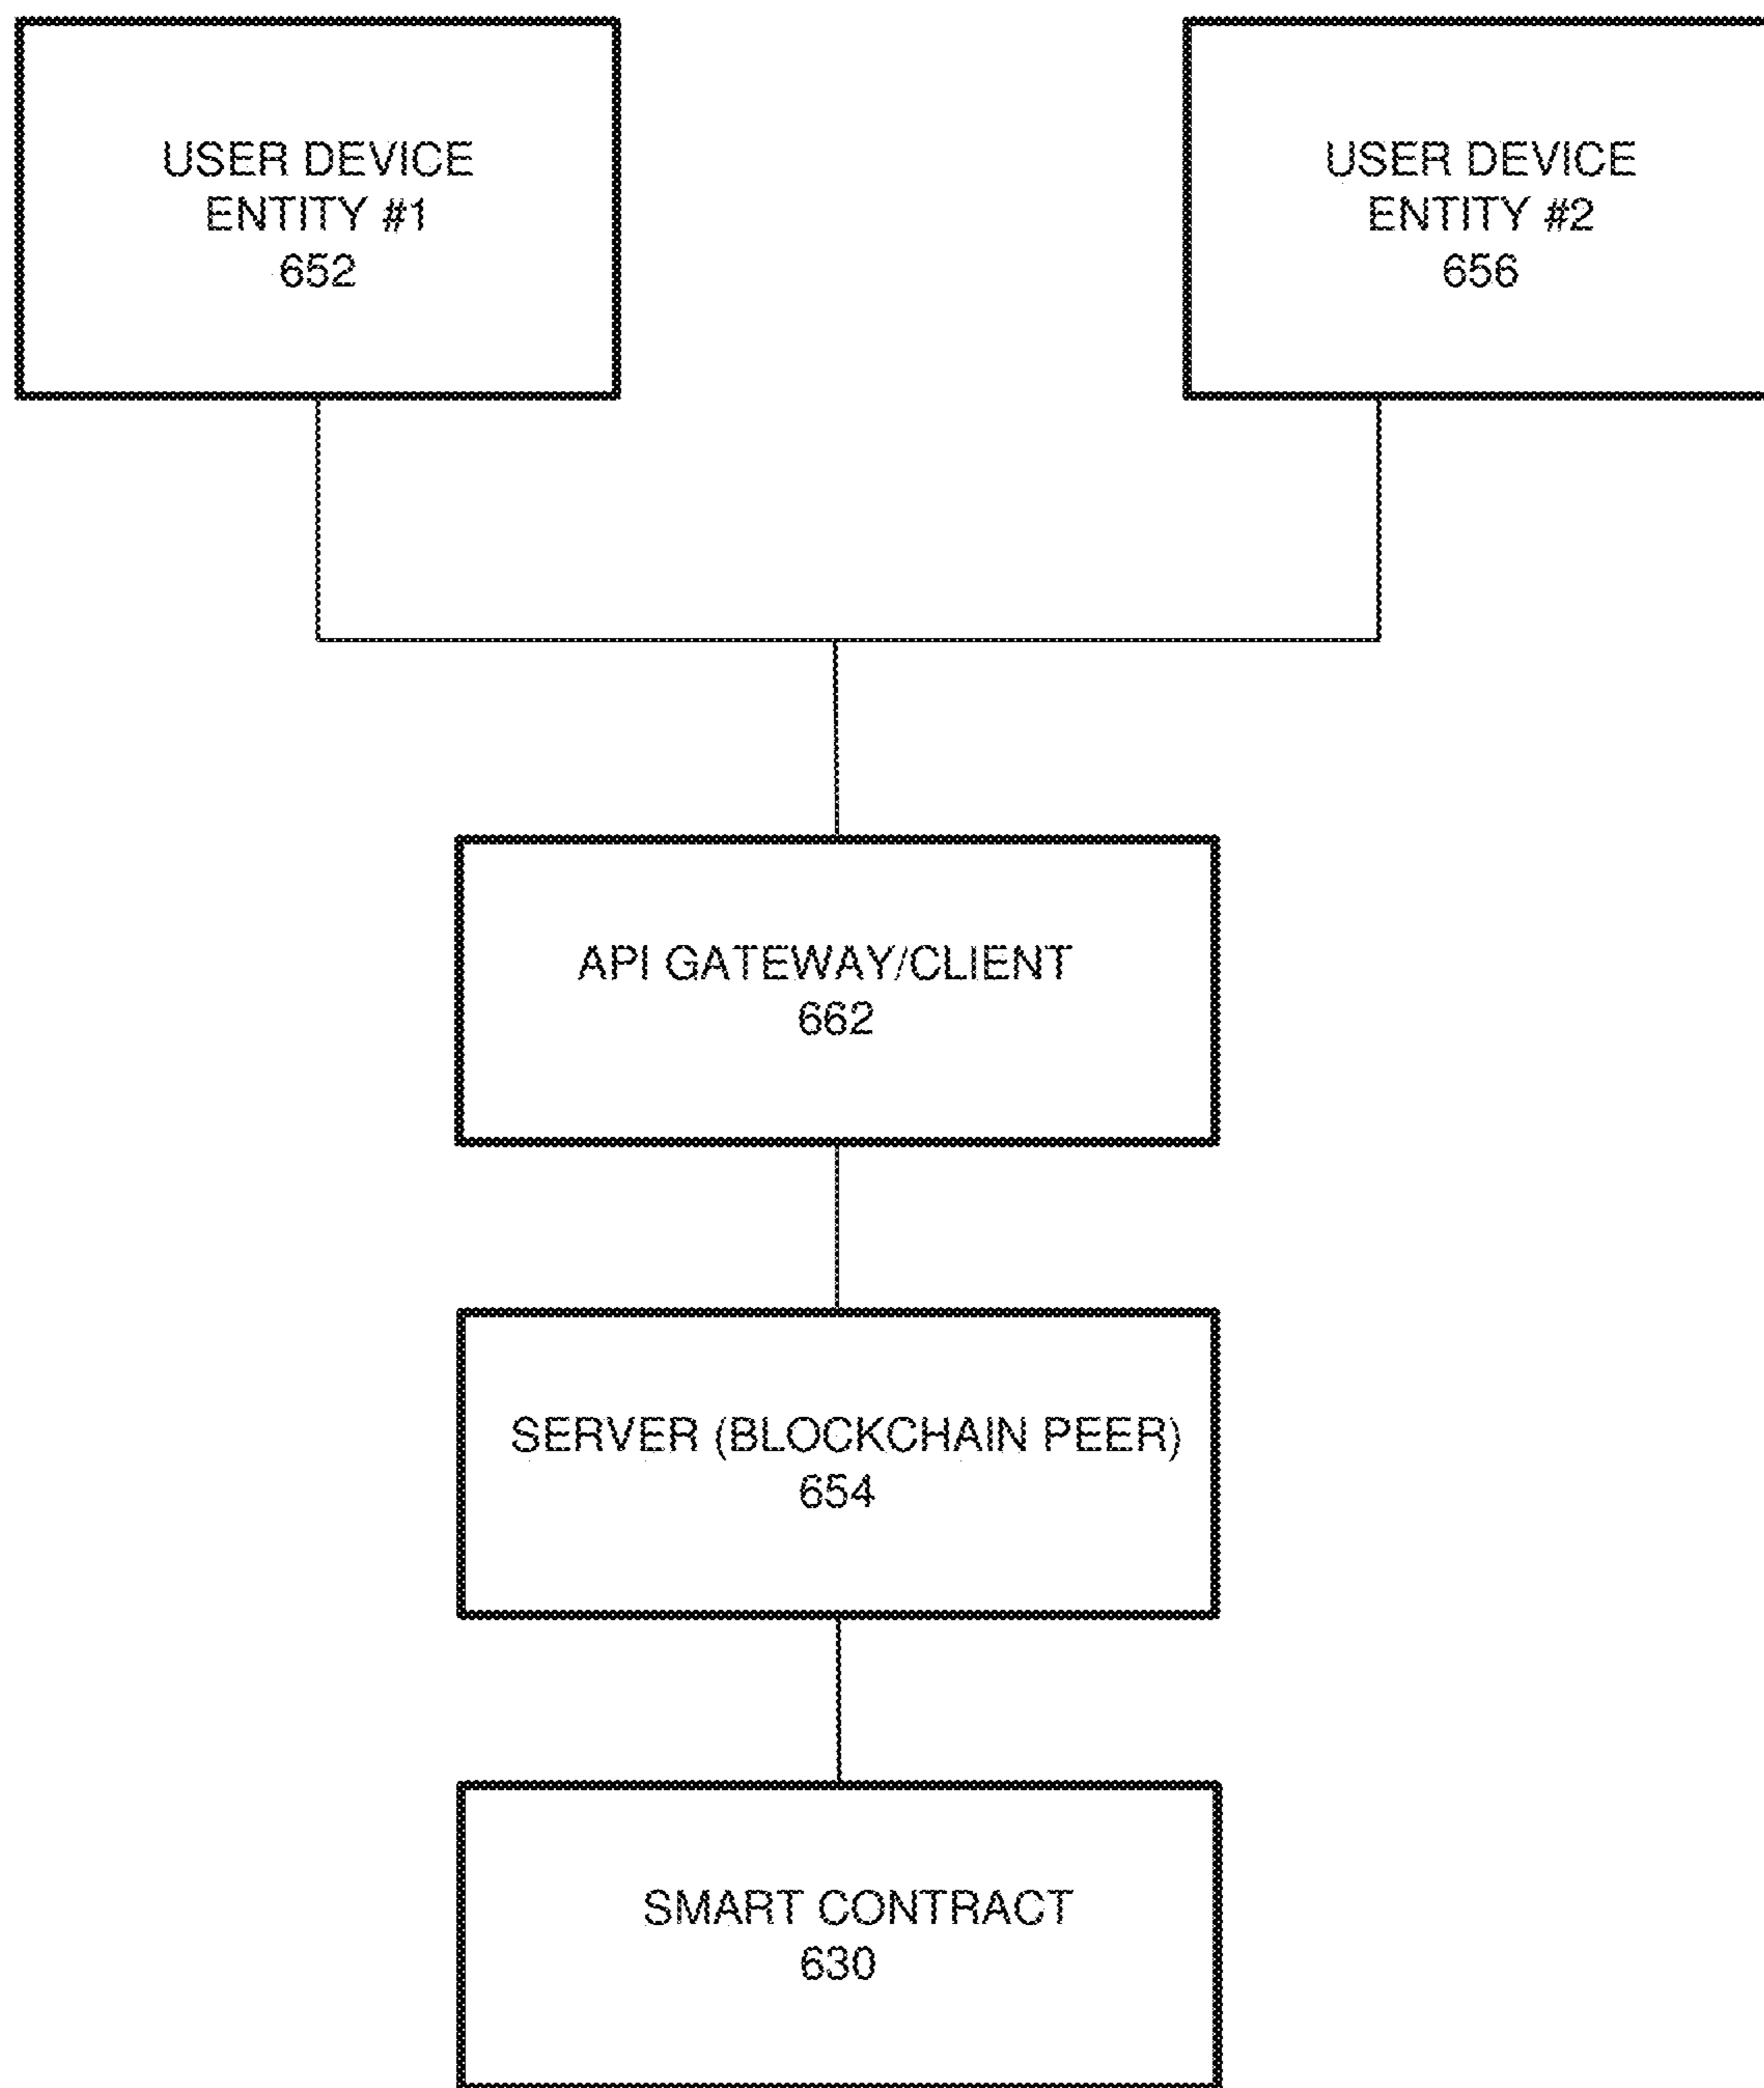 USER DEVICE
ENTITY #1
652
USER DEVICE
ENTITY #2
656
API GATEWAY/CLIENT
662
SERVER (BLOCKCHAIN PEER)
654
SMART CONTRACT
630